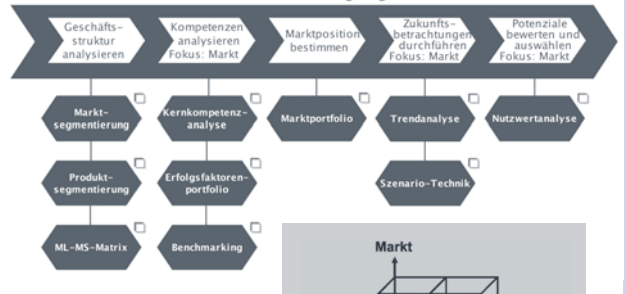 Geschäfts-
struktur
analysieren
Kompetenzen
analysieren
Fokus: Markt
Marktposition
bestimmen
Zukunfts-
betrachtungen
durchführen
Fokus: Markt
Potenziale
bewerten und
auswählen
Fokus: Markt
Markt-
segmentierung
Kernkompetenz-
analyse
Marktportfolio
Trendanalyse
Nutzwertanalyse
Produkt-
segmentierung
Erfolgsfaktoren-
portfolio
Szenario-Technik
ML-MS-Matrix
Benchmarking
Markt